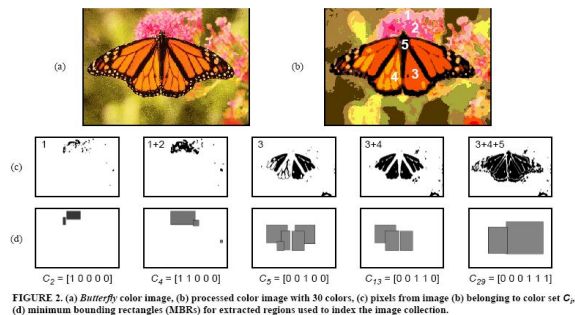 (a)
(b)
1
2
5
4
3
(c)
1
1+2
3
3+4
3+4+5
(d)
C2 = [1 0 0 0 0]
C4 = [1 1 0 0 0]
C5 = [0 0 1 0 0]
C13 = [0 0 1 1 0]
C29 = [0 0 0 1 1 1]
FIGURE 2. (a) Butterfly color image, (b) processed color image with 30 colors, (c) pixels from image (b) belonging to color set Ci,
(d) minimum bounding rectangles (MBRs) for extracted regions used to index the image collection.